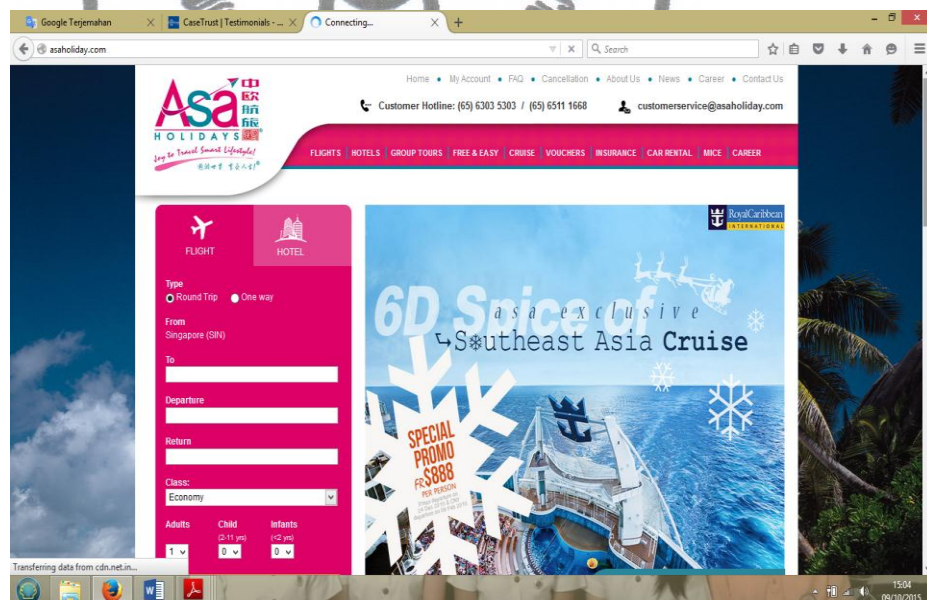 Google Terjemahan
CaseTrust | Testimonials - ...
Connecting...
asaholiday.com
Search
Home • My Account • FAQ • Cancellation • About Us • News • Career • Contact Us
Customer Hotline: (65) 6303 5303 / (65) 6511 1668
customerservice@asaholiday.com
Asa
中欧航旅
HOLIDAYS
Joy to Travel Smart Lifestyle!
FLIGHTS | HOTELS | GROUP TOURS | FREE & EASY | CRUISE | VOUCHERS | INSURANCE | CAR RENTAL | MICE | CAREER
FLIGHT
HOTEL
Type
Round Trip
One way
From
Singapore (SIN)
To
Departure
Return
Class:
Economy
Adults
Child
Infants
(2-11 yrs)
(<2 yrs)
1
0
0
RoyalCaribbean
INTERNATIONAL
6D Spice of
asa exclusive
Southeast Asia Cruise
SPECIAL
PROMO
FR $888
PER PERSON
Transferring data from cdn.net.in...
15:04
09/10/2015